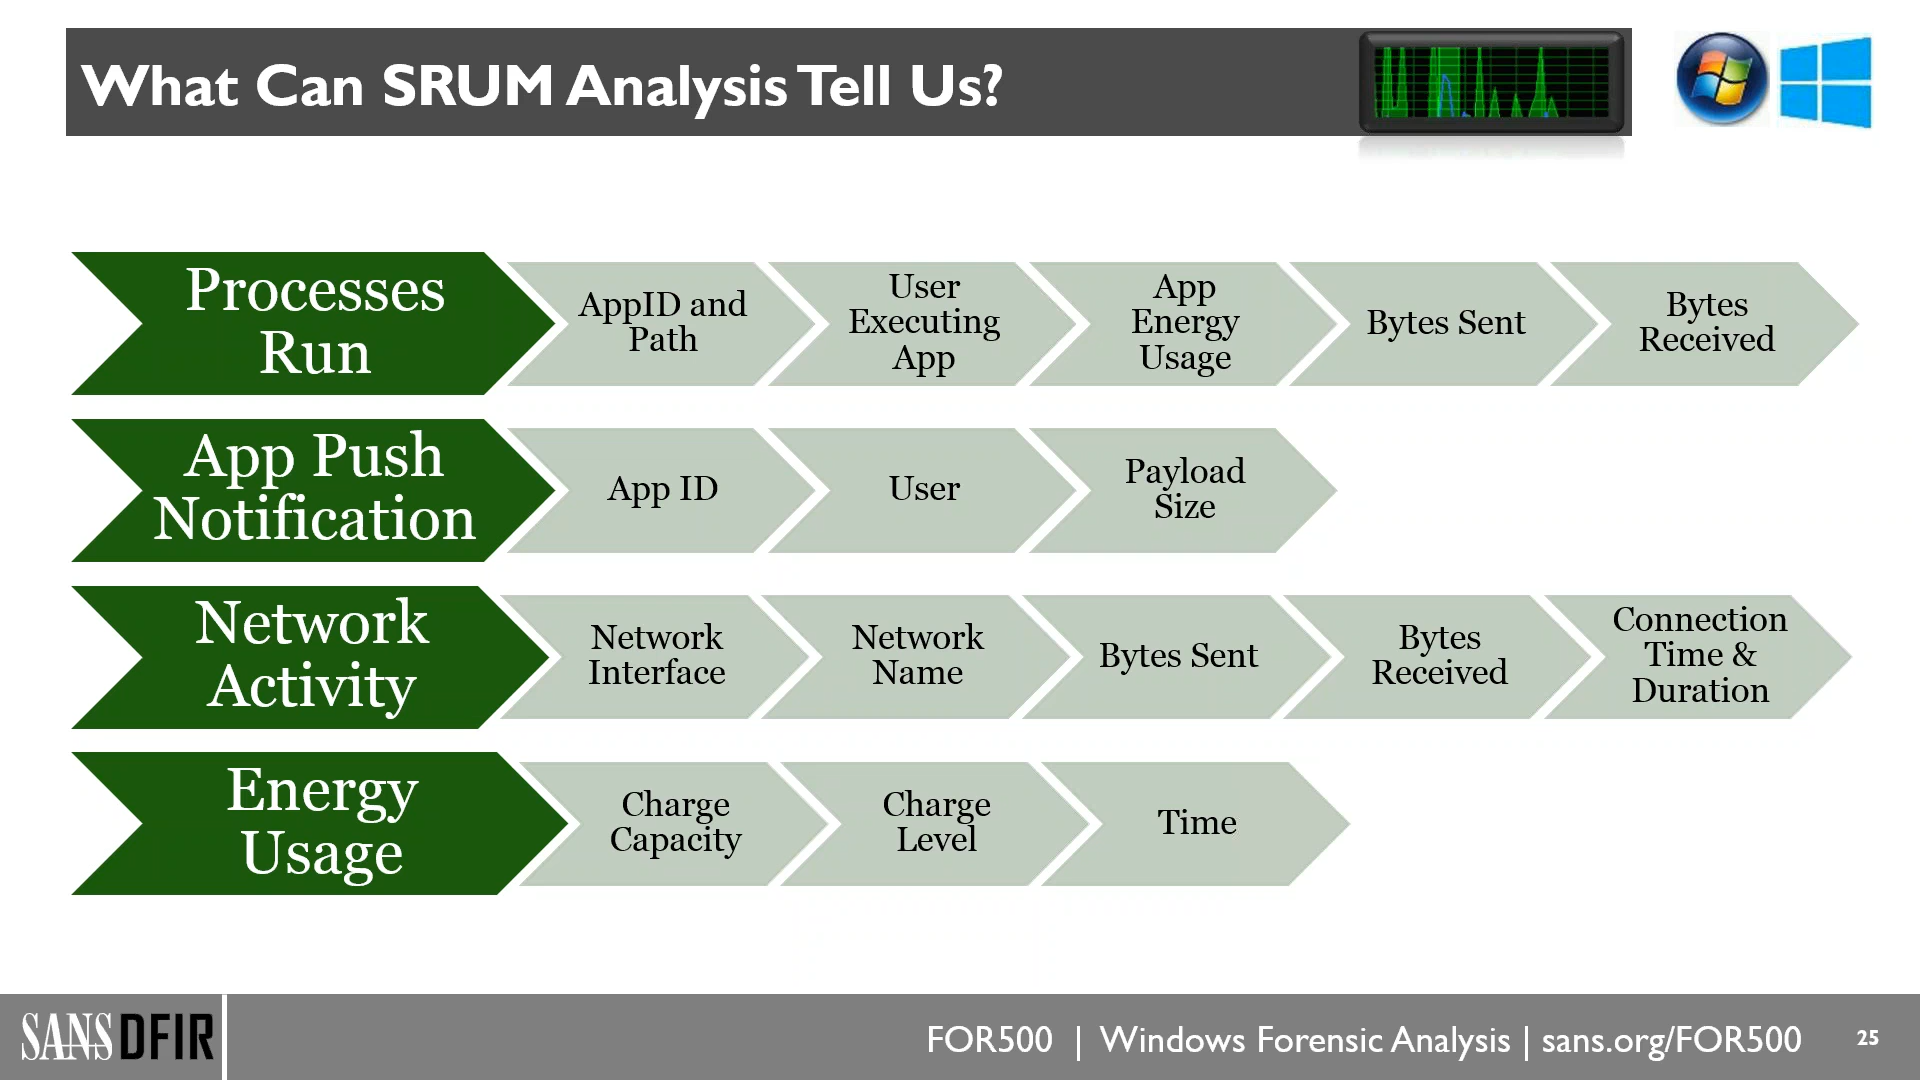 What Can SRUM Analysis Tell Us?
Processes
Run
AppID and
Path
User
Executing
App
App
Energy
Usage
Bytes Sent
Bytes
Received
App Push
Notification
App ID
User
Payload
Size
Network
Activity
Network
Interface
Network
Name
Bytes Sent
Bytes
Received
Connection
Time &
Duration
Energy
Usage
Charge
Capacity
Charge
Level
Time
SANS DFIR
FOR500 | Windows Forensic Analysis | sans.org/FOR500
25